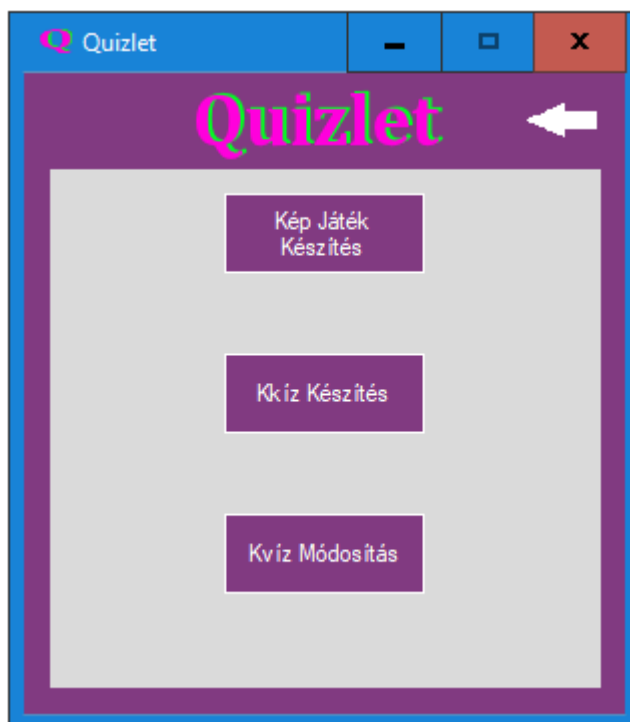 Quizlet
Quizlet
Kép Játék
Készítés
Kkíz Készítés
Kvíz Módosítás